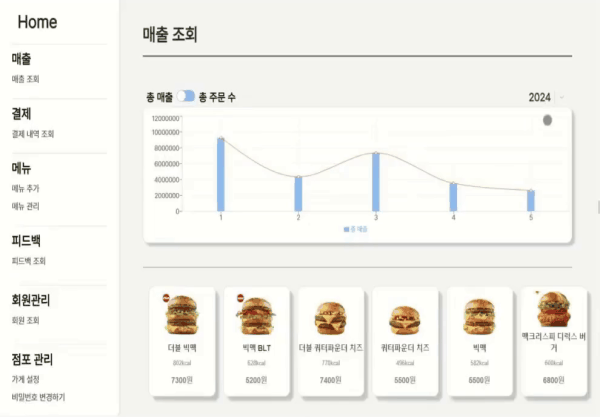 Home
매출
매출 조회
결제
결제 내역 조회
메뉴
메뉴 추가
메뉴 관리
피드백
피드백 조회
회원관리
회원 조회
점포 관리
가게 설정
비밀번호 변경하기
매출 조회
총 매출 총 주문 수
2024
12000000
10000000
8000000
6000000
4000000
2000000
0
1 2 3 4 5
총 매출
더블 빅맥
7300원
빅맥 BLT
5200원
더블 쿼터파운더 치즈
7400원
쿼터파운더 치즈
5500원
빅맥
5500원
맥크리스피 디럭스 버
거
6800원